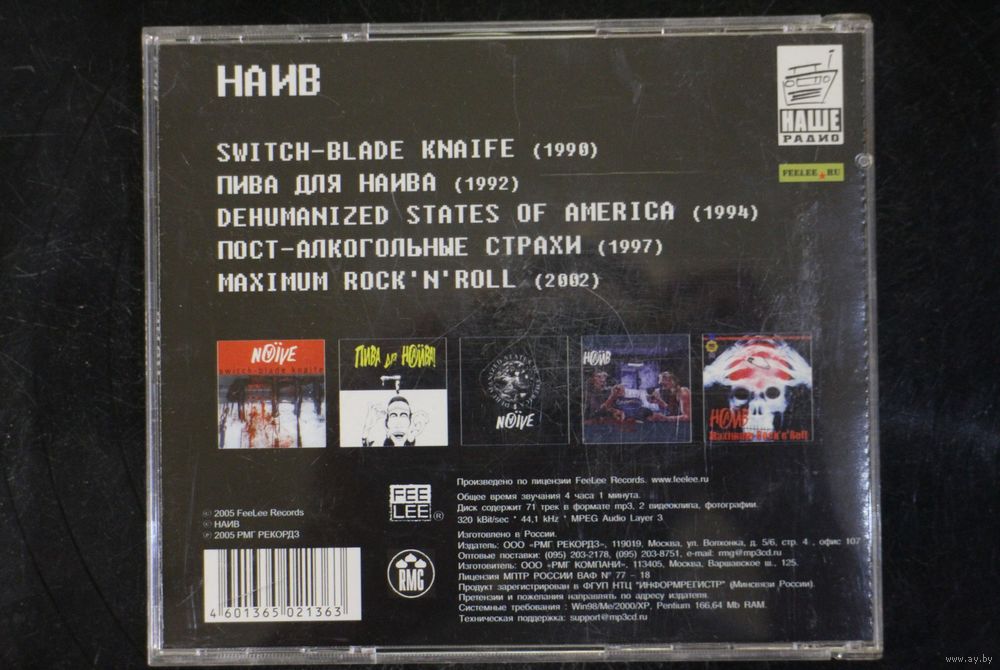 НАИВ
НАШЕ
РАДИО
FEELEE.RU
SWITCH-BLADE KNAIFE (1990)
ПИВА ДЛЯ НАИВА (1992)
DEHUMANIZED STATES OF AMERICA (1994)
ПОСТ-АЛКОГОЛЬНЫЕ СТРАХИ (1997)
MAXIMUM ROCK'N'ROLL (2002)
NАЇVE
switch-blade knaife
ПИВА для НАИВА!
NАЇVE
НАИВ
НАИВ
Maximum Rock'n'Roll
FEE
LEE ®
RMG
℗ 2005 FeeLee Records
© НАИВ
℗ 2005 РМГ РЕКОРДЗ
4 601365 021363
Произведено по лицензии FeeLee Records. www.feelee.ru
Общее время звучания 4 часа 1 минута.
Диск содержит 71 трек в формате mp3, 2 видеоклипа, фотографии.
320 kBit/sec * 44,1 kHz * MPEG Audio Layer 3
Изготовлено в России.
Издатель: ООО «РМГ РЕКОРДЗ», 119019, Москва, ул. Волхонка, д. 5/6, стр. 4 , офис 107
Оптовые поставки: (095) 203-2178, (095) 203-8751, e-mail: rmg@mp3cd.ru
Изготовитель: ООО «РМГ КОМПАНИ», 113405, Москва, Варшавское ш., 125.
Лицензия МПТР РОССИИ ВАФ N° 77 - 18
Продукт зарегистрирован в ФГУП НТЦ "ИНФОРМРЕГИСТР" (Минсвязи России).
Претензии и пожелания направлять по адресу издателя.
Системные требования : Win98/Me/2000/XP, Pentium 166,64 Mb RAM.
Техническая поддержка: support@mp3cd.ru
www.ay.by